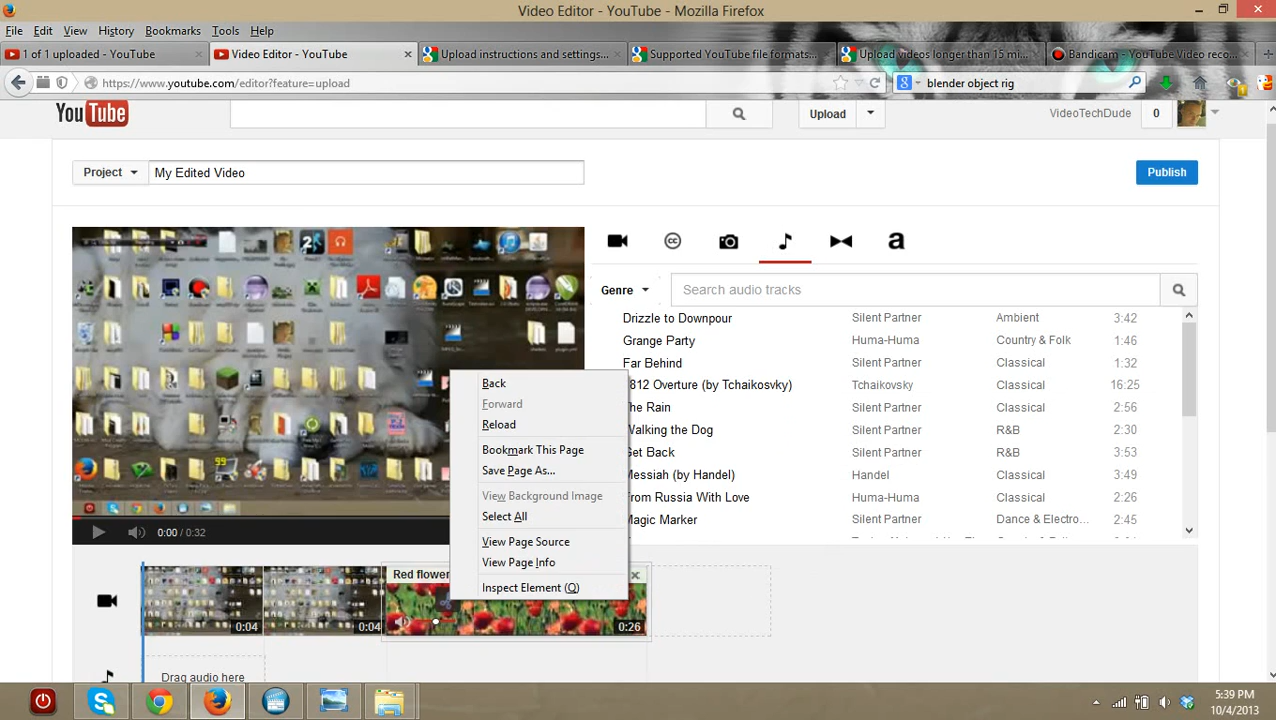 Video Editor - YouTube - Mozilla Firefox
File Edit View History Bookmarks Tools Help
1 of 1 uploaded - YouTube
Video Editor - YouTube
Upload instructions and settings...
Supported YouTube file formats...
Upload videos longer than 15 mi...
Bandicam - YouTube Video reco...
https://www.youtube.com/editor?feature=upload
blender object rig
YouTube
Upload
VideoTechDude
0
Project
My Edited Video
Publish
Genre
Search audio tracks
Drizzle to Downpour Silent Partner Ambient 3:42
Grange Party Huma-Huma Country & Folk 1:46
Far Behind Silent Partner Classical 1:32
812 Overture (by Tchaikosvky) Tchaikovsky Classical 16:25
he Rain Silent Partner Classical 2:56
Walking the Dog Silent Partner R&B 2:30
Get Back Silent Partner R&B 3:53
Messiah (by Handel) Handel Classical 3:49
From Russia With Love Huma-Huma Classical 2:26
Magic Marker Silent Partner Dance & Electro... 2:45
Back
Forward
Reload
Bookmark This Page
Save Page As...
View Background Image
Select All
View Page Source
View Page Info
Inspect Element (Q)
0:00 / 0:32
Red flower
0:04
0:04
0:26
Drag audio here
5:39 PM
10/4/2013